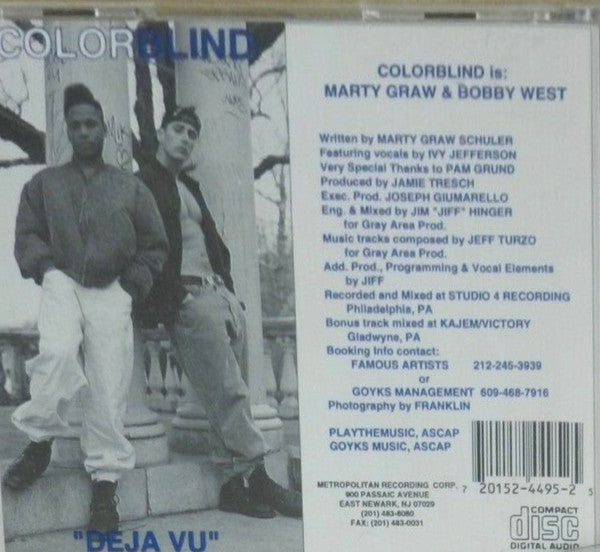 COLORBLIND
COLORBLIND is:
MARTY GRAW & BOBBY WEST
Written by MARTY GRAW SCHULER
Featuring vocals by IVY JEFFERSON
Very Special Thanks to PAM GRUND
Produced by JAMIE TRESCH
Exec. Prod. JOSEPH GIUMARELLO
Eng. & Mixed by JIM "JIFF" HINGER
for Gray Area Prod.
Music tracks composed by JEFF TURZO
for Gray Area Prod.
Add. Prod., Programming & Vocal Elements
by JIFF
Recorded and Mixed at STUDIO 4 RECORDING
Philadelphia, PA
Bonus track mixed at KAJEM/VICTORY
Gladwyne, PA
Booking Info contact:
FAMOUS ARTISTS 212-245-3939
or
GOYKS MANAGEMENT 609-468-7916
Photography by FRANKLIN
PLAYTHEMUSIC, ASCAP
GOYKS MUSIC, ASCAP
METROPOLITAN RECORDING CORP.
900 PASSAIC AVENUE
EAST NEWARK, NJ 07029
(201) 483-8080
FAX: (201) 483-0031
7 20152-4495-2 5
COMPACT
disc
DIGITAL AUDIO
"DEJA VU"